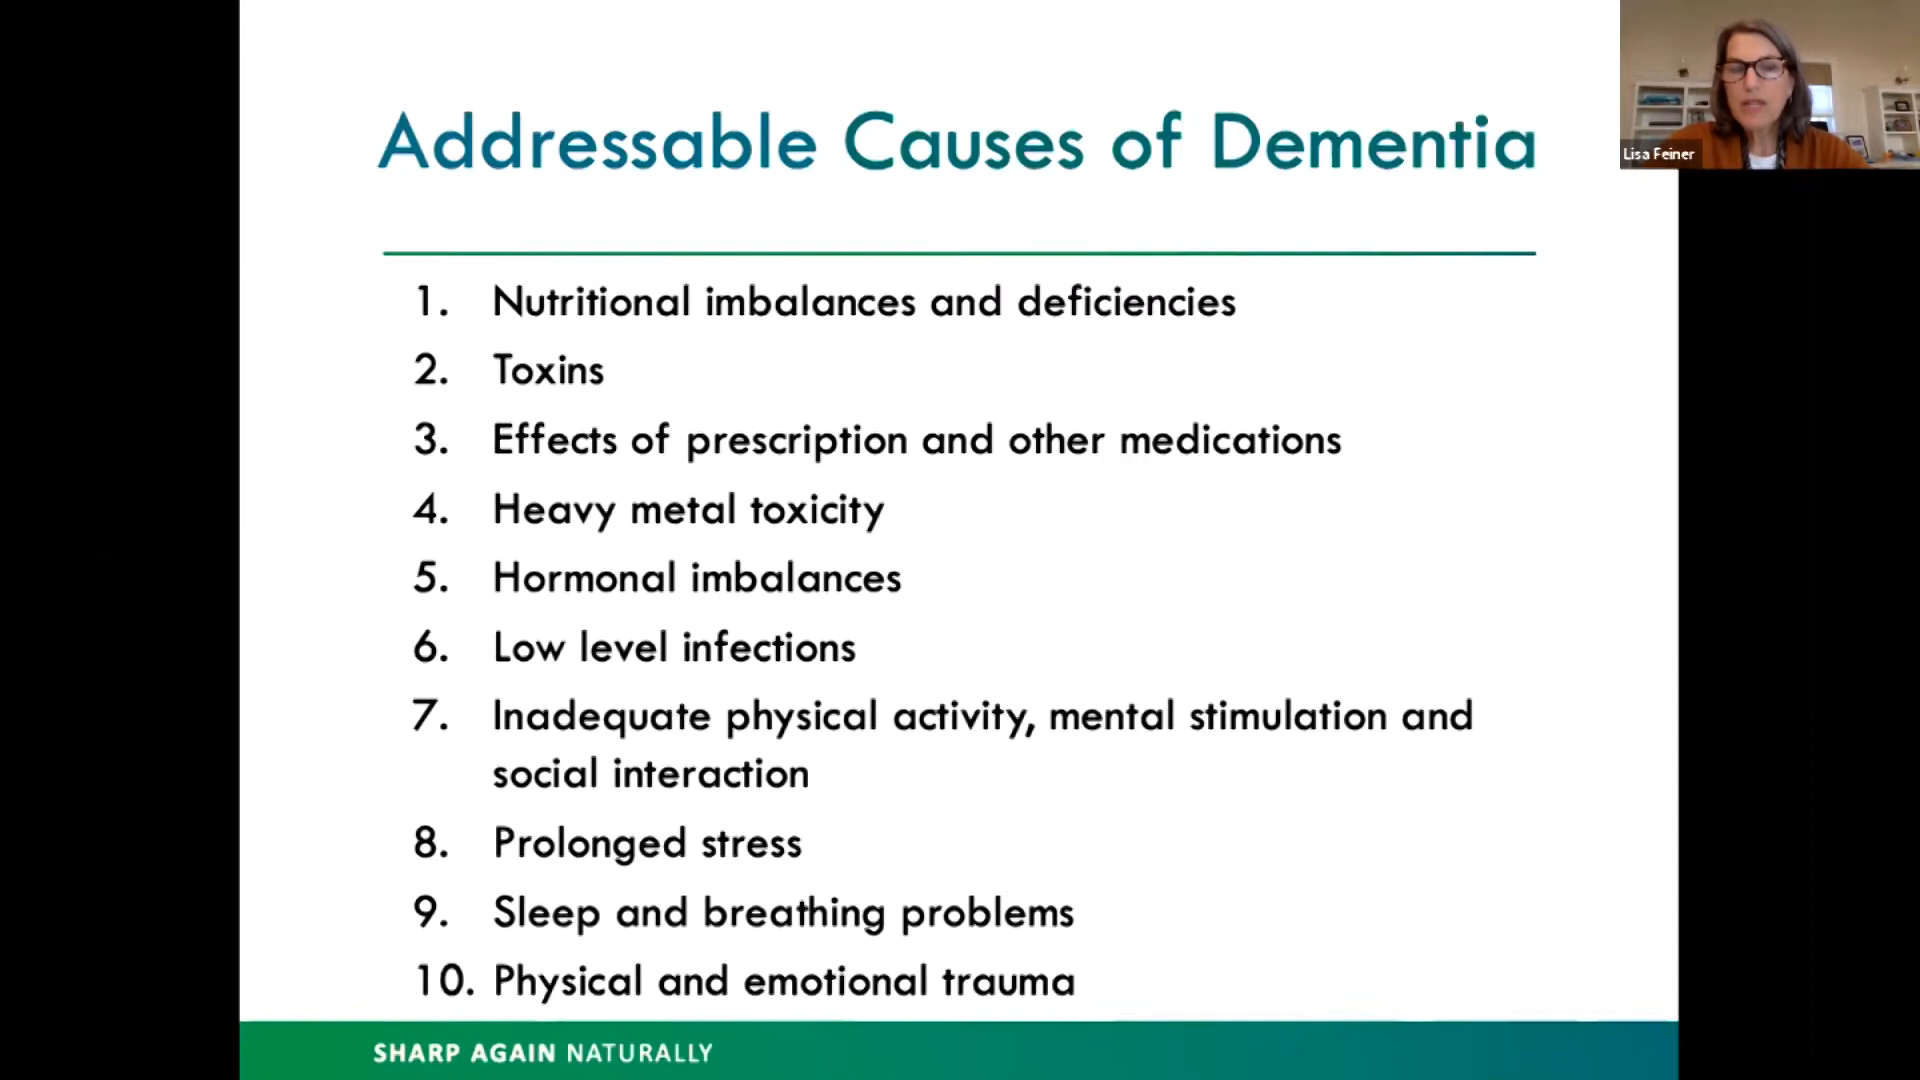 Addressable Causes of Dementia
Lisa Feiner
1. Nutritional imbalances and deficiencies
2. Toxins
3. Effects of prescription and other medications
4. Heavy metal toxicity
5. Hormonal imbalances
6. Low level infections
7. Inadequate physical activity, mental stimulation and
social interaction
8. Prolonged stress
9. Sleep and breathing problems
10. Physical and emotional trauma
SHARP AGAIN NATURALLY